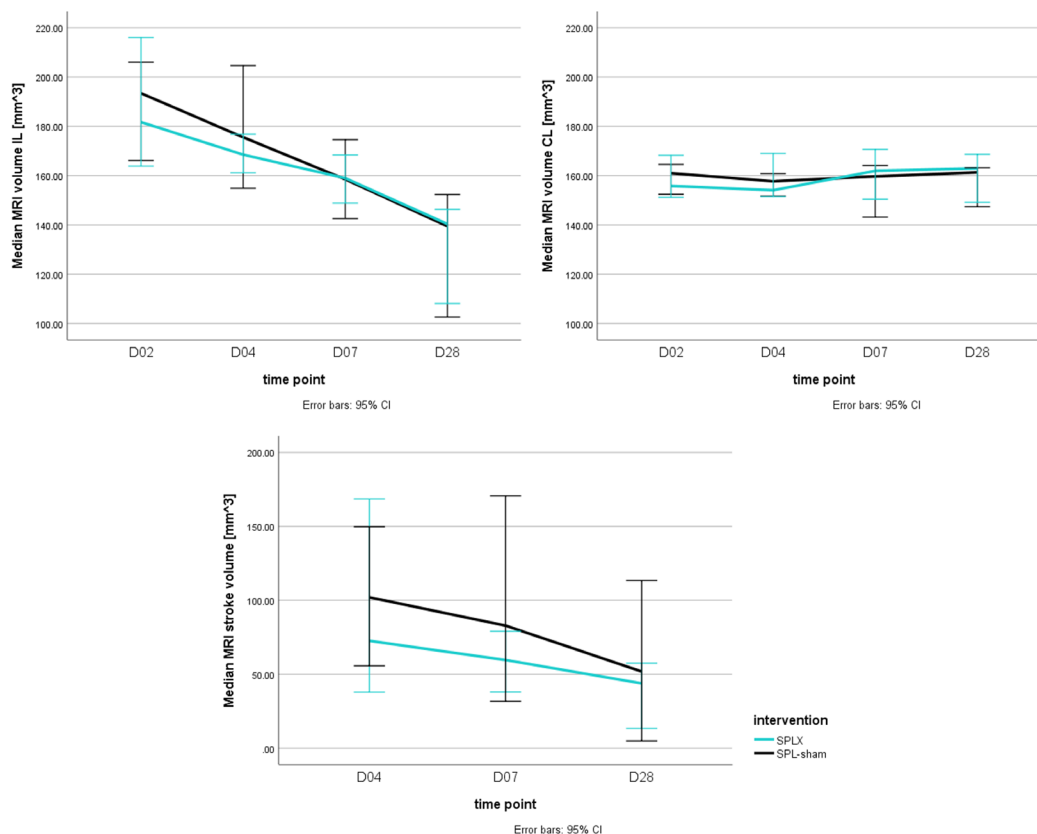 Median MRI volume IL [mm^3]
220.00
200.00
180.00
160.00
140.00
120.00
100.00
D02 D04 D07 D28
time point
Error bars: 95% CI
Median MRI volume CL [mm^3]
220.00
200.00
180.00
160.00
140.00
120.00
100.00
D02 D04 D07 D28
time point
Error bars: 95% CI
Median MRI stroke volume [mm^3]
200.00
150.00
100.00
50.00
.00
D04 D07 D28
time point
Error bars: 95% CI
intervention
SPLX
SPL-sham